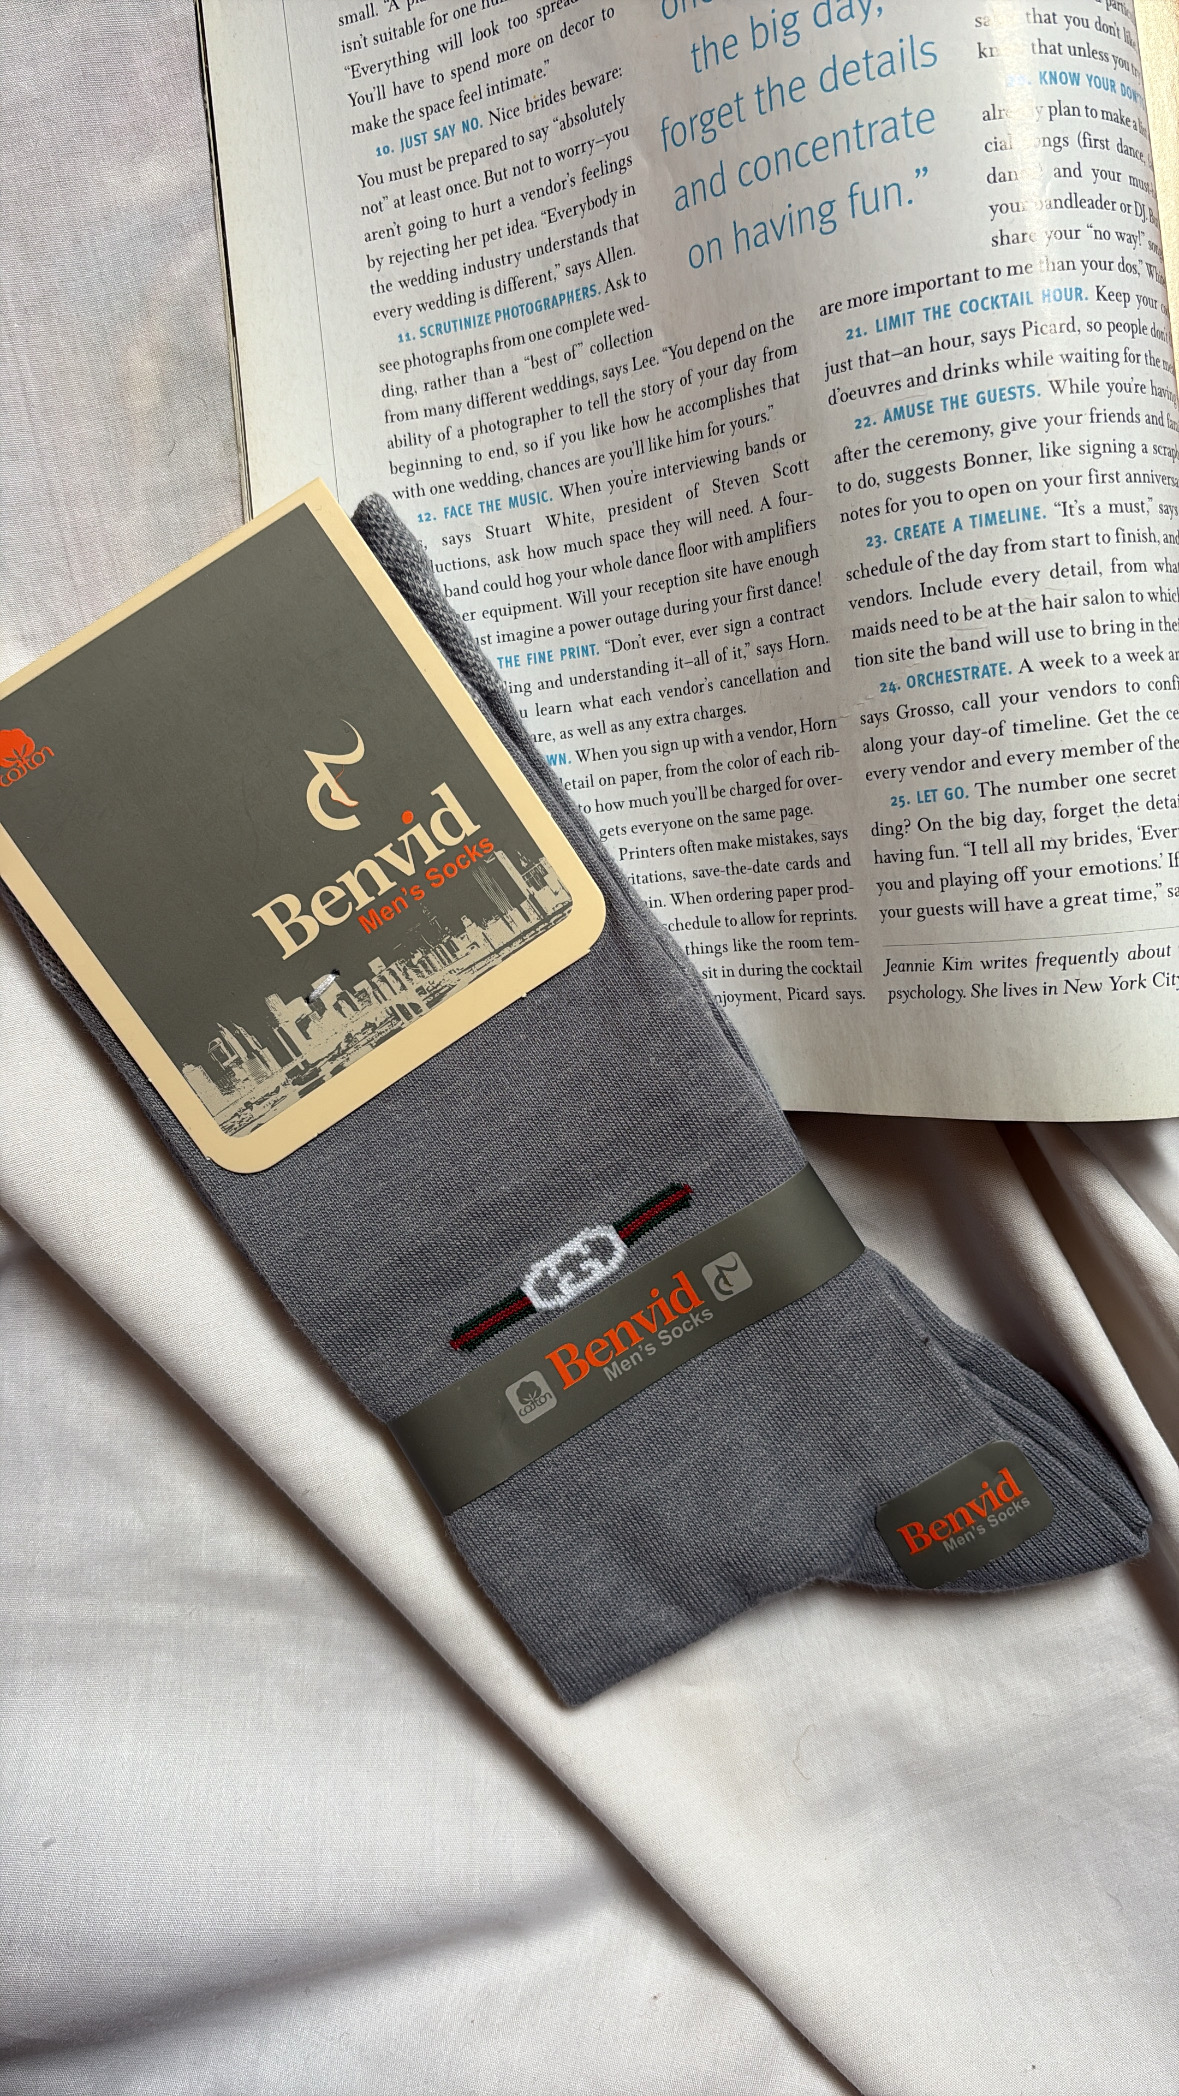 small. "A
isn't suitable for one
"Everything will look too
You'll have to spend more on decor to
make the space feel intimate."
10. JUST SAY NO. Nice brides beware:
You must be prepared to say "absolutely
not" at least once. But not to worry—you
aren't going to hurt a vendor's feelings
by rejecting her pet idea. "Everybody in
the wedding industry understands that
every wedding is different," says Allen.
11. SCRUTINIZE PHOTOGRAPHERS. Ask to
see photographs from one complete wed-
ding, rather than a "best of" collection
from many different weddings, says Lee. "You depend on the
ability of a photographer to tell the story of your day from
beginning to end, so if you like how he accomplishes that
with one wedding, chances are you'll like him for yours."
12. FACE THE MUSIC. When you're interviewing bands or
says Stuart White, president of Steven Scott
uctions, ask how much space they will need. A four-
band could hog your whole dance floor with amplifiers
er equipment. Will your reception site have enough
ust imagine a power outage during your first dance!
THE FINE PRINT. "Don't ever, ever sign a contract
ing and understanding it—all of it," says Horn.
u learn what each vendor's cancellation and
are, as well as any extra charges.
WN. When you sign up with a vendor, Horn
etail on paper, from the color of each rib-
to how much you'll be charged for over-
gets everyone on the same page.
Printers often make mistakes, says
itations, save-the-date cards and
in. When ordering paper prod-
schedule to allow for reprints.
things like the room tem-
sit in during the cocktail
njoyment, Picard says.
the big day,
forget the details
and concentrate
on having fun."
that you don't
that unless you
KNOW YOUR DON'T
plan to make a
(first dance,
and your
bandleader or DJ.
share your "no way!"
are more important to me than your dos,"
21. LIMIT THE COCKTAIL HOUR. Keep your
just that—an hour, says Picard, so people don't
d'oeuvres and drinks while waiting for the
22. AMUSE THE GUESTS. While you're having
after the ceremony, give your friends and
to do, suggests Bonner, like signing a scrap
notes for you to open on your first annivers
23. CREATE A TIMELINE. "It's a must," says
schedule of the day from start to finish, and
vendors. Include every detail, from
maids need to be at the hair salon to
tion site the band will use to bring in
24. ORCHESTRATE. A week to a week
says Grosso, call your vendors to confi
along your day-of timeline. Get the
every vendor and every member of the
25. LET GO. The number one secret
ding? On the big day, forget the
having fun. "I tell all my brides,
you and playing off your emotions.' If
your guests will have a great time,"
Jeannie Kim writes frequently about
psychology. She lives in New York City
cotton
Benvid
Men's Socks
cotton Benvid
Men's Socks
Benvid
Men's Socks